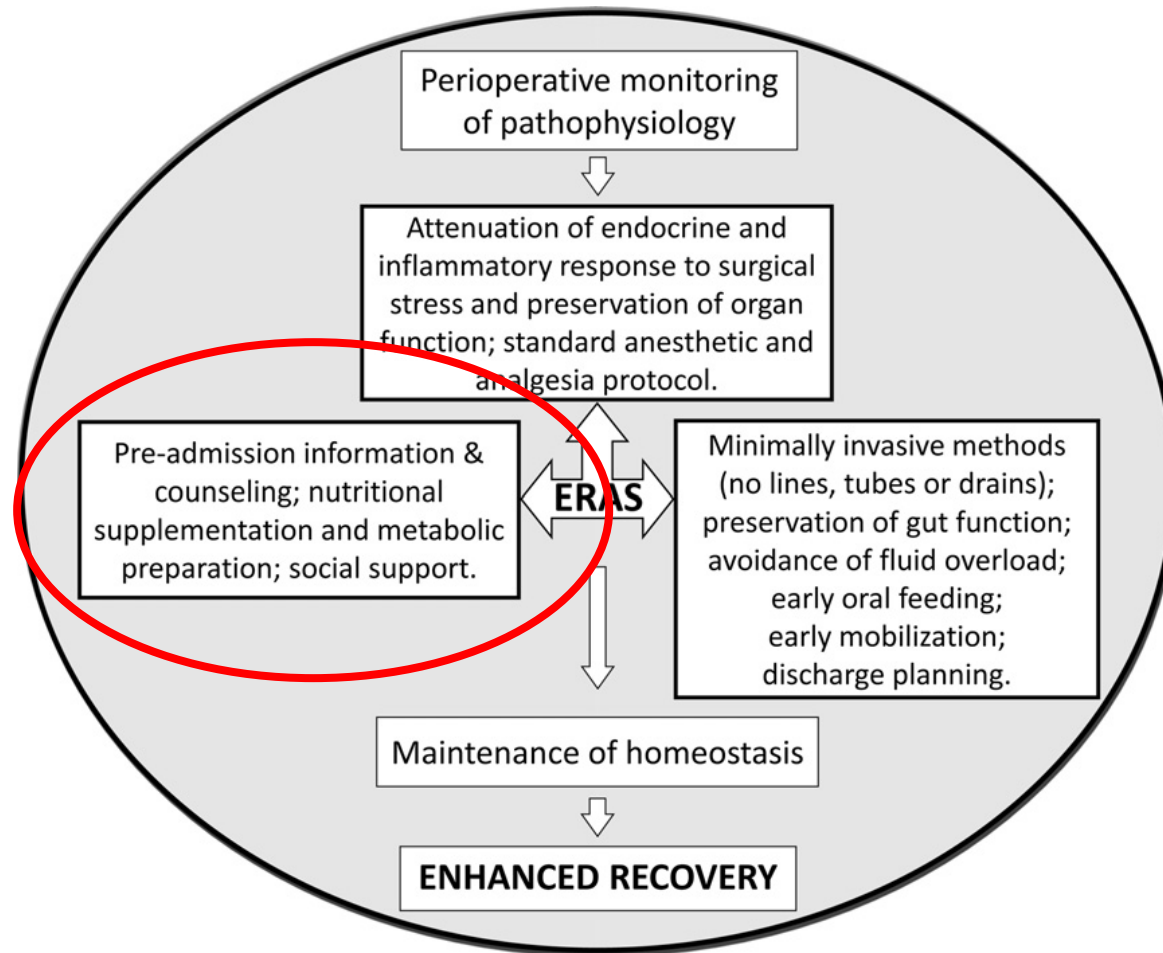 Perioperative monitoring
of pathophysiology
Attenuation of endocrine and
inflammatory response to surgical
stress and preservation of organ
function; standard anesthetic and
analgesia protocol.
Pre-admission information &
counseling; nutritional
supplementation and metabolic
preparation; social support.
ERAS
Minimally invasive methods
(no lines, tubes or drains);
preservation of gut function;
avoidance of fluid overload;
early oral feeding;
early mobilization;
discharge planning.
Maintenance of homeostasis
ENHANCED RECOVERY